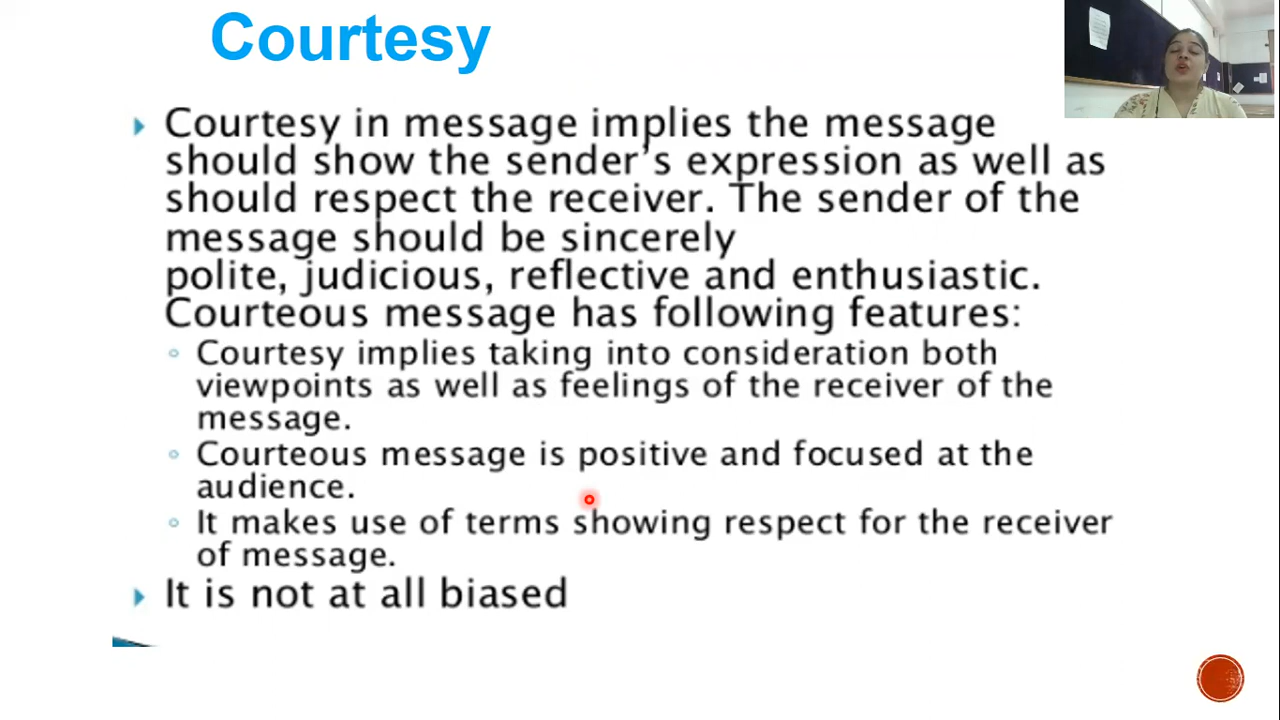 Courtesy
Courtesy in message implies the message
should show the sender's expression as well as
should respect the receiver. The sender of the
message should be sincerely
polite, judicious, reflective and enthusiastic.
Courteous message has following features:
Courtesy implies taking into consideration both
viewpoints as well as feelings of the receiver of the
message.
Courteous message is positive and focused at the
audience.
It makes use of terms showing respect for the receiver
of message.
It is not at all biased